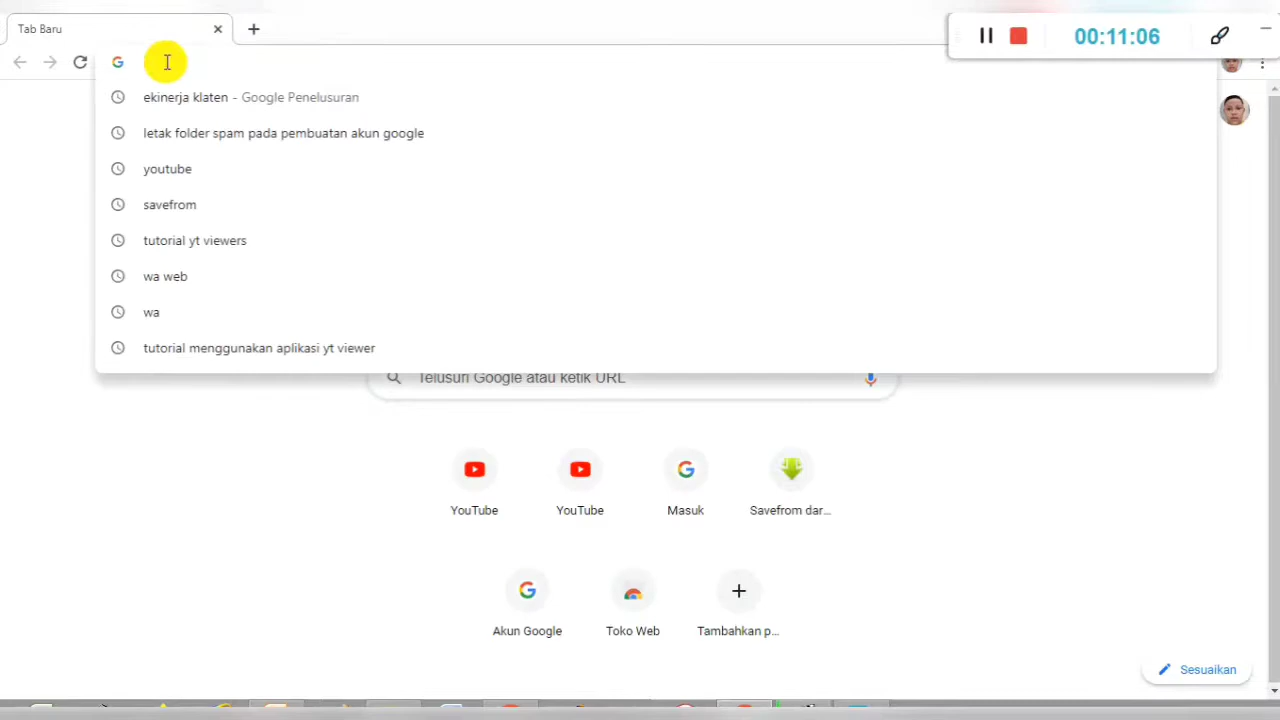 Tab Baru
00:11:06
ekinerja klaten - Google Penelusuran
letak folder spam pada pembuatan akun google
youtube
savefrom
tutorial yt viewers
wa web
wa
tutorial menggunakan aplikasi yt viewer
Telusuri Google atau ketik URL
YouTube
YouTube
Masuk
Savefrom dar...
Akun Google
Toko Web
Tambahkan p...
Sesuaikan